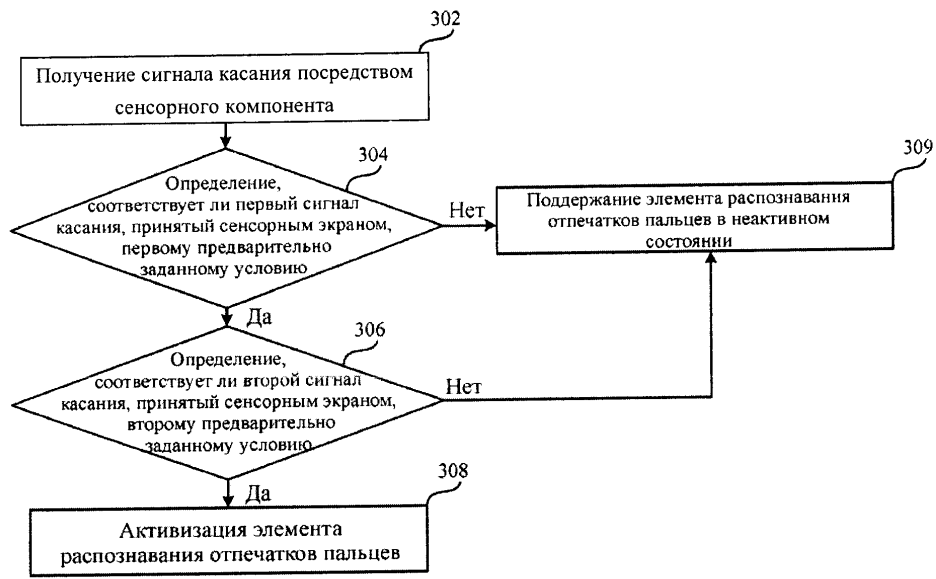 302
Получение сигнала касания посредством
сенсорного компонента
304
Определение,
соответствует ли первый сигнал
касания, принятый сенсорным экраном,
первому предварительно
заданному условию
Нет
309
Поддержание элемента распознавания
отпечатков пальцев в неактивном
состоянии
Да
306
Определение,
соответствует ли второй сигнал
касания, принятый сенсорным экраном,
второму предварительно
заданному условию
Нет
Да
308
Активизация элемента
распознавания отпечатков пальцев